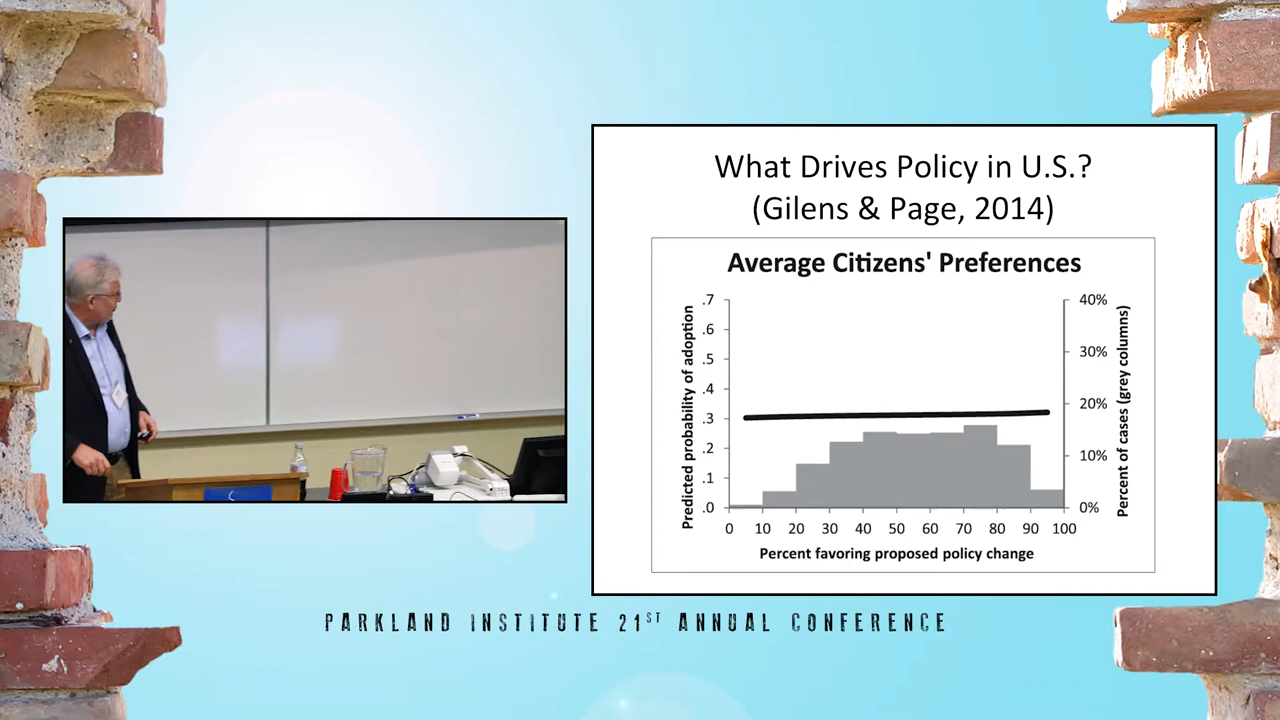 What Drives Policy in U.S.?
(Gilens & Page, 2014)
Average Citizens' Preferences
Predicted probability of adoption
.7
.6
.5
.4
.3
.2
.1
.0
40%
30%
20%
10%
0%
Percent of cases (grey columns)
0 10 20 30 40 50 60 70 80 90 100
Percent favoring proposed policy change
PARKLAND INSTITUTE 21ST ANNUAL CONFERENCE